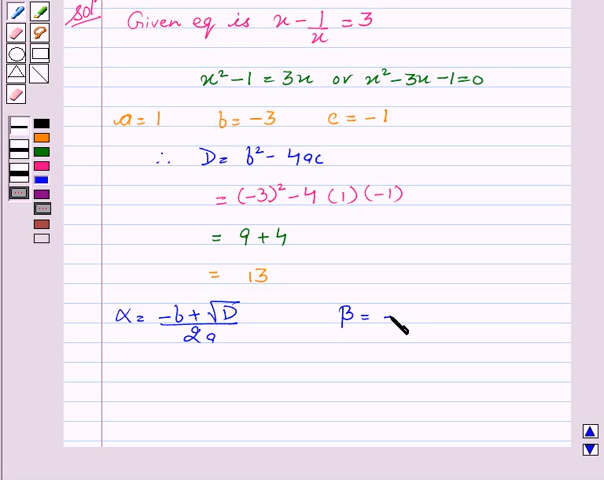 Sol
Given eq is x - 1/x = 3
x² - 1 = 3x or x² - 3x - 1 = 0
a = 1 b = -3 c = -1
∴ D = b² - 4ac
= (-3)² - 4 (1) (-1)
= 9 + 4
= 13
α = (-b + √D)/2a β = -